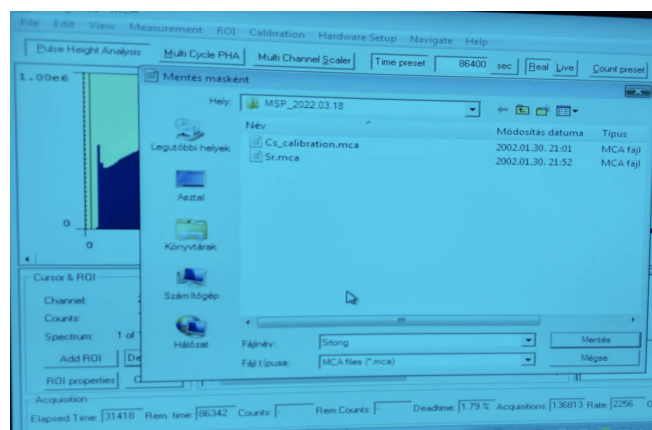 File Edit View Measurement ROI Calibration Hardware Setup Navigate Help
Pulse Height Analysis Multi Cycle PHA Multi Channel Scaler Time preset 86400 sec Real Live Count preset
1.00e6
Mentés másként
Hely: MSP_2022.03.18
Név Módosítás dátuma Típus
Cs_calibration.mca 2002.01.30. 21:01 MCA fájl
Sr.mca 2002.01.30. 21:52 MCA fájl
Legutóbbi helyek
Asztal
Könyvtárak
Számítógép
Hálózat
0
0
Cursor & ROI
Channel:
Counts:
Spectrum: 1 of
Add ROI De
ROI properties
Fájlnév: Srlong Mentés
Fájl típusa: MCA files (*.mca) Mégse
Acquisition
Elapsed Time: 31418 Rem. time: 86342 Counts: - Rem Counts: - Deadtime: 1.79 % Acquisitions: 136813 Rate: 2256